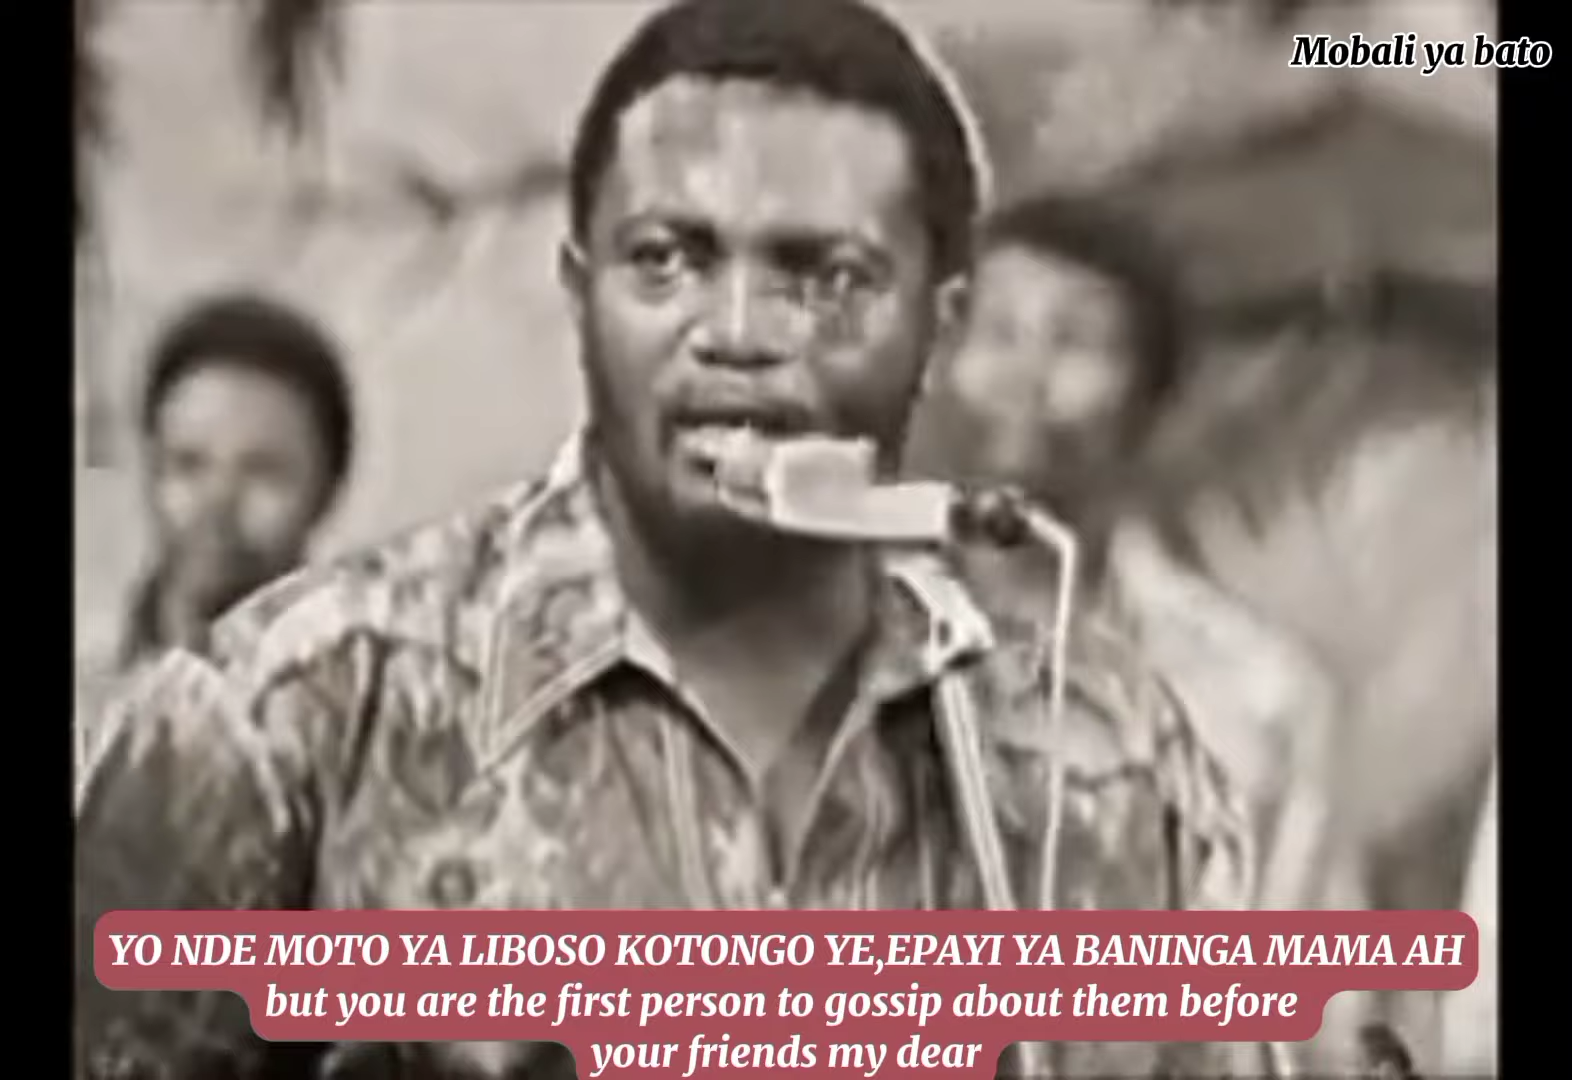 Mobali ya bato
YO NDE MOTO YA LIBOSO KOTONGO YE,EPAYI YA BANINGA MAMA AH
but you are the first person to gossip about them before
your friends my dear